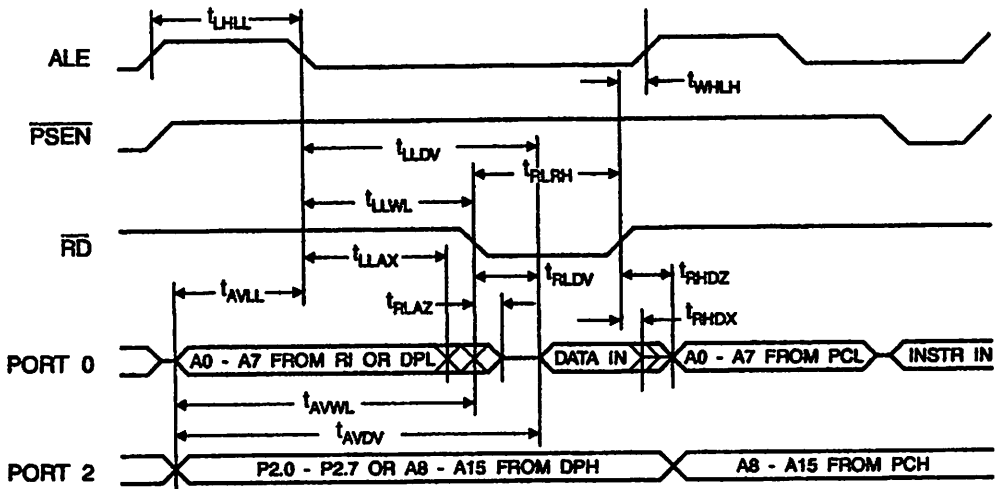 tLHLL
ALE
tWHLH
PSEN
tLLDV
tRLRH
tLLWL
RD
tLLAX
tRLDV
tRHDZ
tAVLL
tRLAZ
tRHDX
PORT 0
A0 - A7 FROM RI OR DPL
DATA IN
A0 - A7 FROM PCL
INSTR IN
tAVWL
tAVDV
PORT 2
P2.0 - P2.7 OR A8 - A15 FROM DPH
A8 - A15 FROM PCH